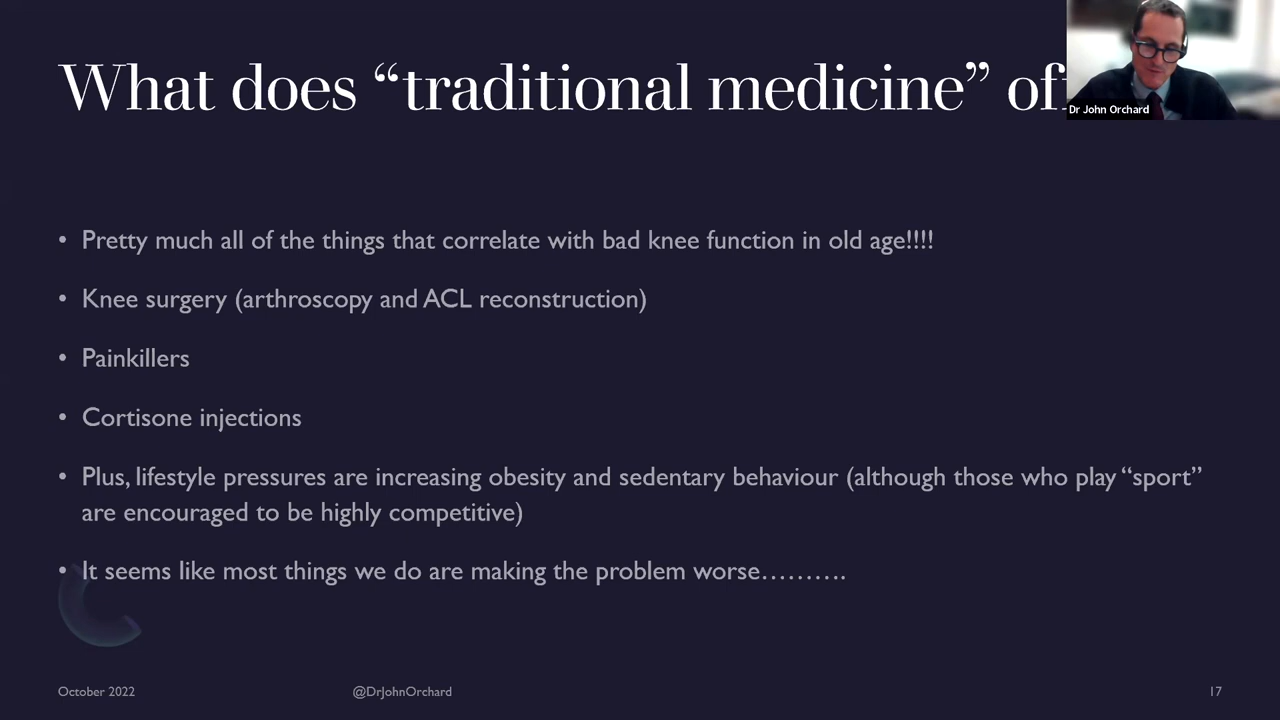 What does “traditional medicine”
Dr John Orchard
• Pretty much all of the things that correlate with bad knee function in old age!!!!
• Knee surgery (arthroscopy and ACL reconstruction)
• Painkillers
• Cortisone injections
• Plus, lifestyle pressures are increasing obesity and sedentary behaviour (although those who play “sport”
are encouraged to be highly competitive)
• It seems like most things we do are making the problem worse……….
October 2022
@DrJohnOrchard
17